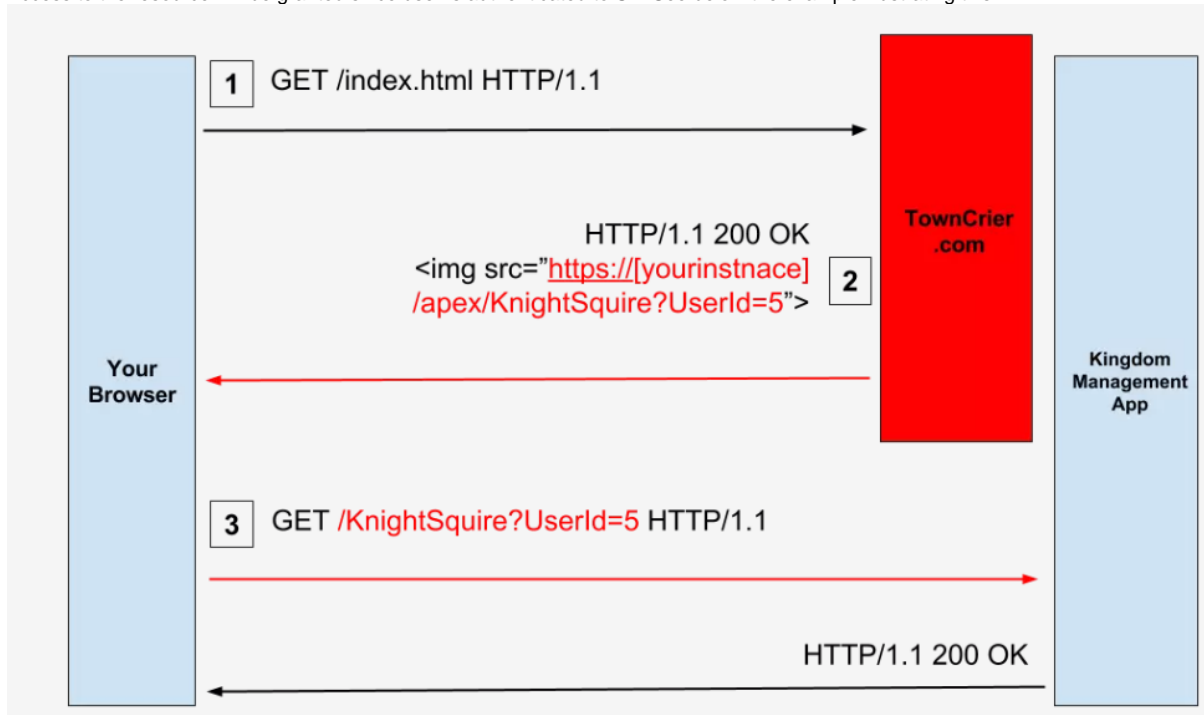 1 GET /index.html HTTP/1.1
HTTP/1.1 200 OK
<img src="https://[yourinstnace]
/apex/KnightSquire?UserId=5">
2
TownCrier
.com
Your
Browser
Kingdom
Management
App
3 GET /KnightSquire?UserId=5 HTTP/1.1
HTTP/1.1 200 OK